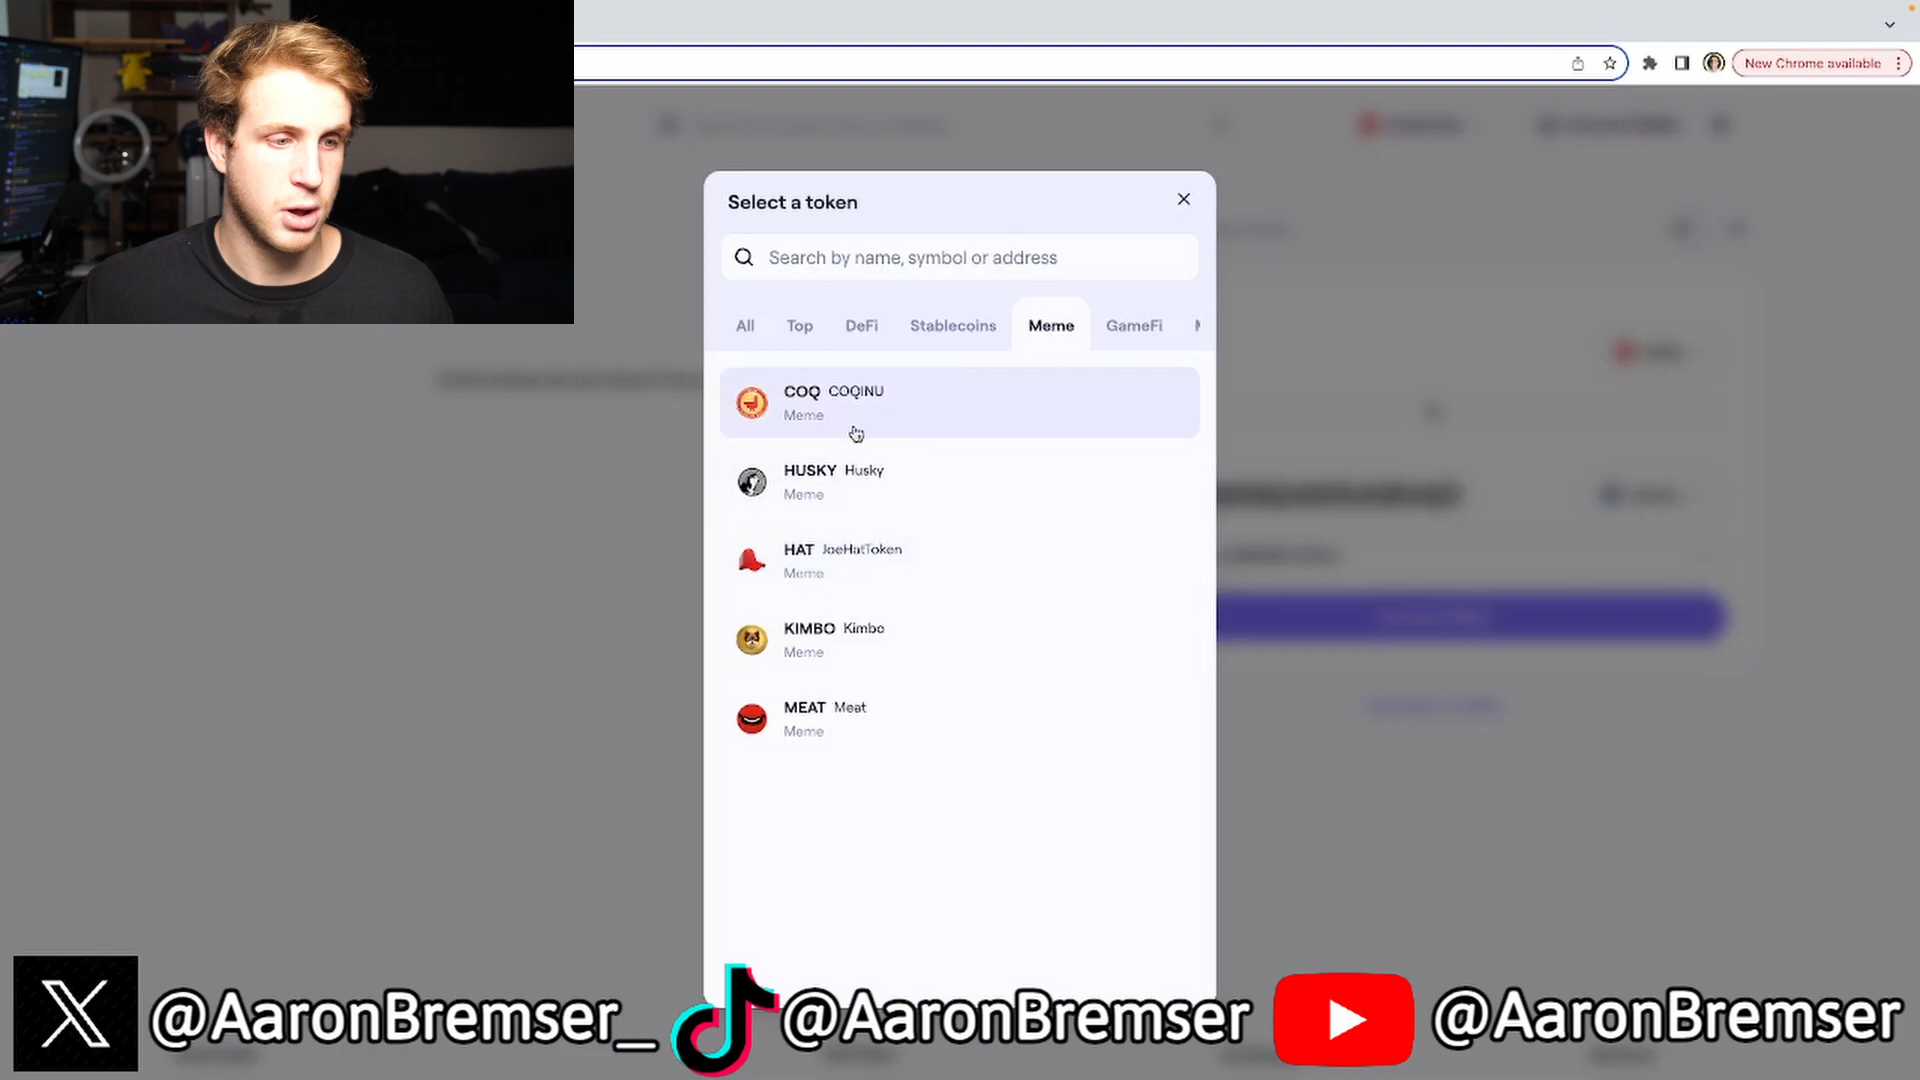 New Chrome available
Select a token
Search by name, symbol or address
All Top DeFi Stablecoins Meme GameFi
COQ COQINU
Meme
HUSKY Husky
Meme
HAT JoeHatToken
Meme
KIMBO Kimbo
Meme
MEAT Meat
Meme
@AaronBremser_ @AaronBremser @AaronBremser